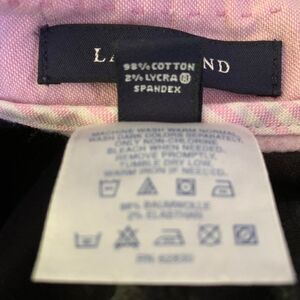 LA ND
98% COTTON
2% LYCRA ®
SPANDEX
MACHINE WASH WARM NORMAL.
WASH DARK COLORS SEPARATELY.
ONLY NON-CHLORINE
BLEACH WHEN NEEDED.
REMOVE PROMPTLY.
TUMBLE DRY LOW.
WARM IRON IF NEEDED.
98% BAUMWOLLE
2% ELASTHAN